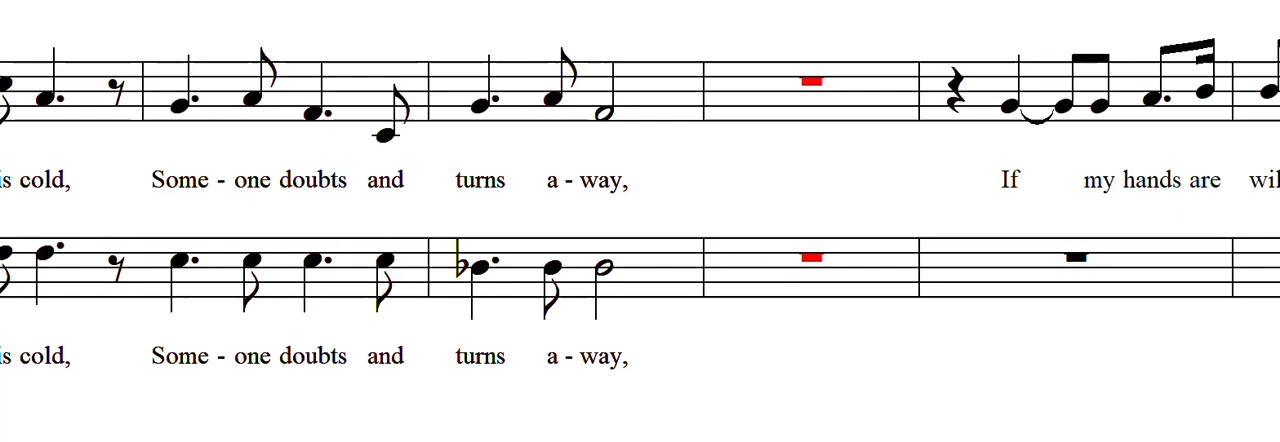 is cold, Some - one doubts and turns a - way, If my hands are wil
is cold, Some - one doubts and turns a - way,